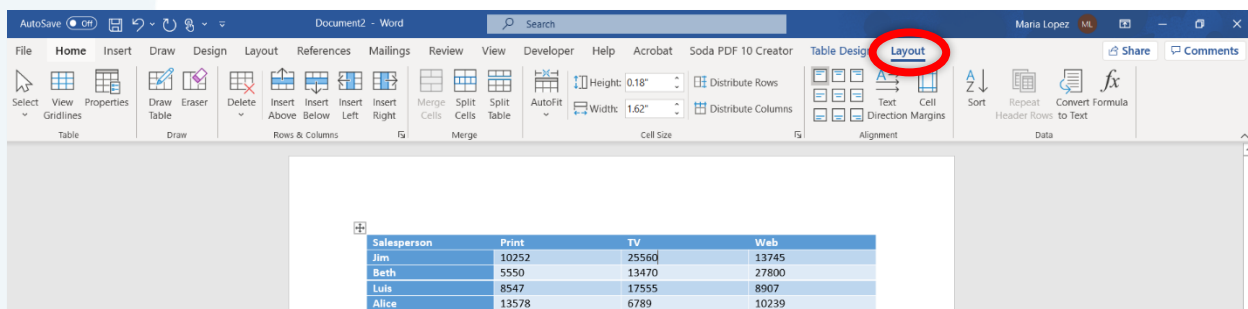 AutoSave Off Document2 - Word Search Maria Lopez ML
File Home Insert Draw Design Layout References Mailings Review View Developer Help Acrobat Soda PDF 10 Creator Table Design Layout Share Comments
Select View Gridlines Properties Draw Table Eraser Delete Insert Above Insert Below Insert Left Insert Right Merge Cells Split Cells Split Table AutoFit Height: 0.18" Distribute Rows Width: 1.62" Distribute Columns Text Direction Cell Margins Sort Repeat Header Rows Convert to Text fx Formula
Table Draw Rows & Columns Merge Cell Size Alignment Data
Salesperson Print TV Web
Jim 10252 25560 13745
Beth 5550 13470 27800
Luis 8547 17555 8907
Alice 13578 6789 10239